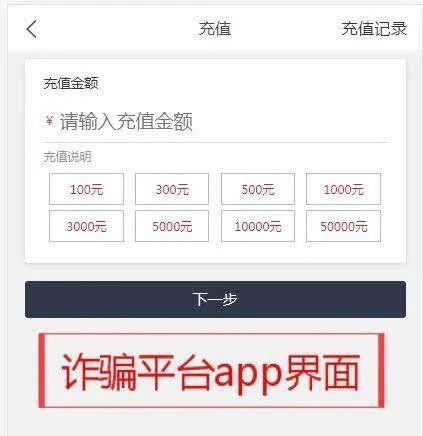 充值 充值记录
充值金额
¥ 请输入充值金额
充值说明
100元 300元 500元 1000元
3000元 5000元 10000元 50000元
下一步
诈骗平台app界面